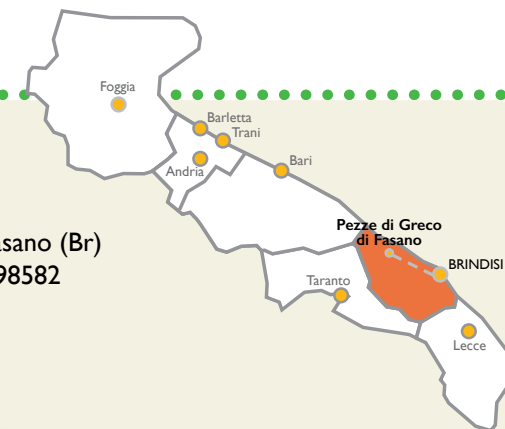 Foggia
Barletta
Trani
Andria
Bari
Pezze di Greco
di Fasano
asano (Br)
98582
BRINDISI
Taranto
Lecce